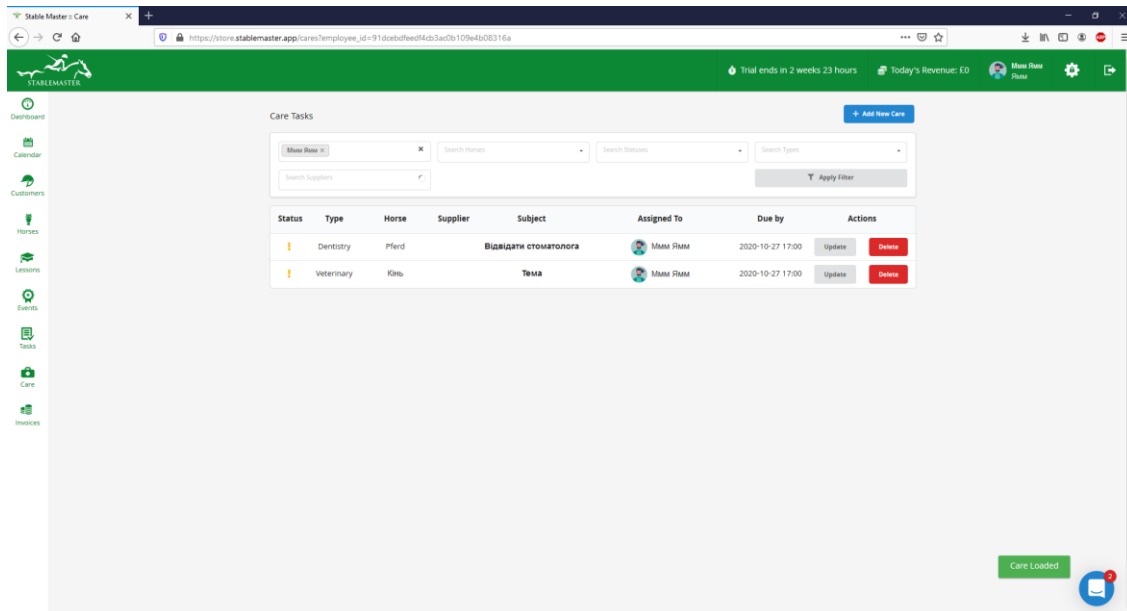 Stable Master :: Care
https://store.stablemaster.app/cares?employee_id=91dcebdfeedf4cb3ac0b109e4b08316a
STABLEMASTER
Trial ends in 2 weeks 23 hours
Today's Revenue: £0
Ммм Ямм
Ямм
Dashboard
Calendar
Customers
Horses
Lessons
Events
Tasks
Care
Invoices
Care Tasks
+ Add New Care
Ммм Ямм ×
Search Horses
Search Statuses
Search Types
Search Suppliers
Apply Filter
Status Type Horse Supplier Subject Assigned To Due by Actions
! Dentistry Pferd Відвідати стоматолога Ммм Ямм 2020-10-27 17:00 Update Delete
! Veterinary Кінь Тема Ммм Ямм 2020-10-27 17:00 Update Delete
Care Loaded
2